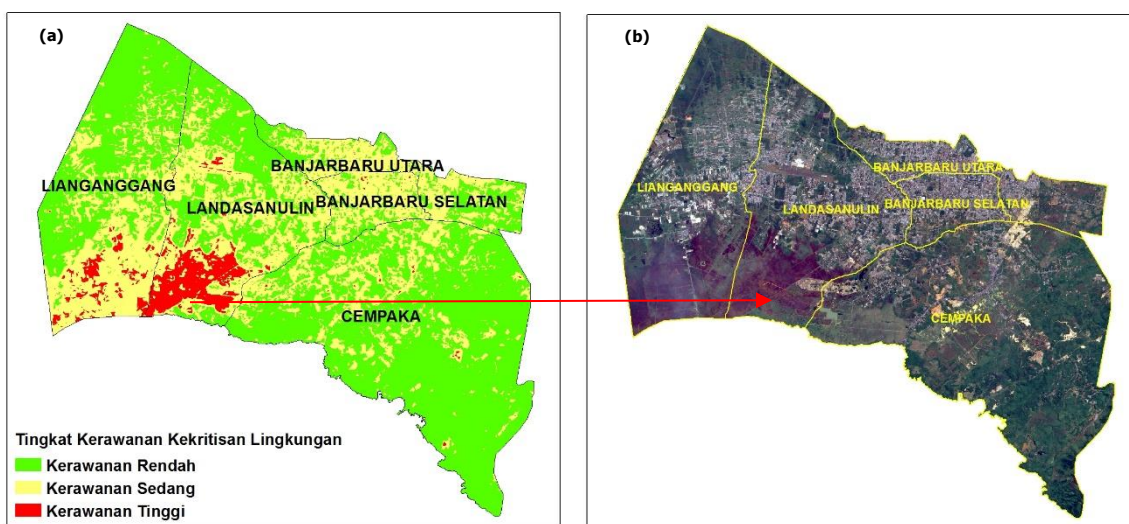 (a)
BANJARBARU UTARA
LIANGANGGANG
LANDASANULIN
BANJARBARU SELATAN
CEMPAKA
Tingkat Kerawanan Kekritisan Lingkungan
Kerawanan Rendah
Kerawanan Sedang
Kerawanan Tinggi
(b)
BANJARBARU UTARA
LIANGANGGANG
LANDASANULIN
BANJARBARU SELATAN
CEMPAKA